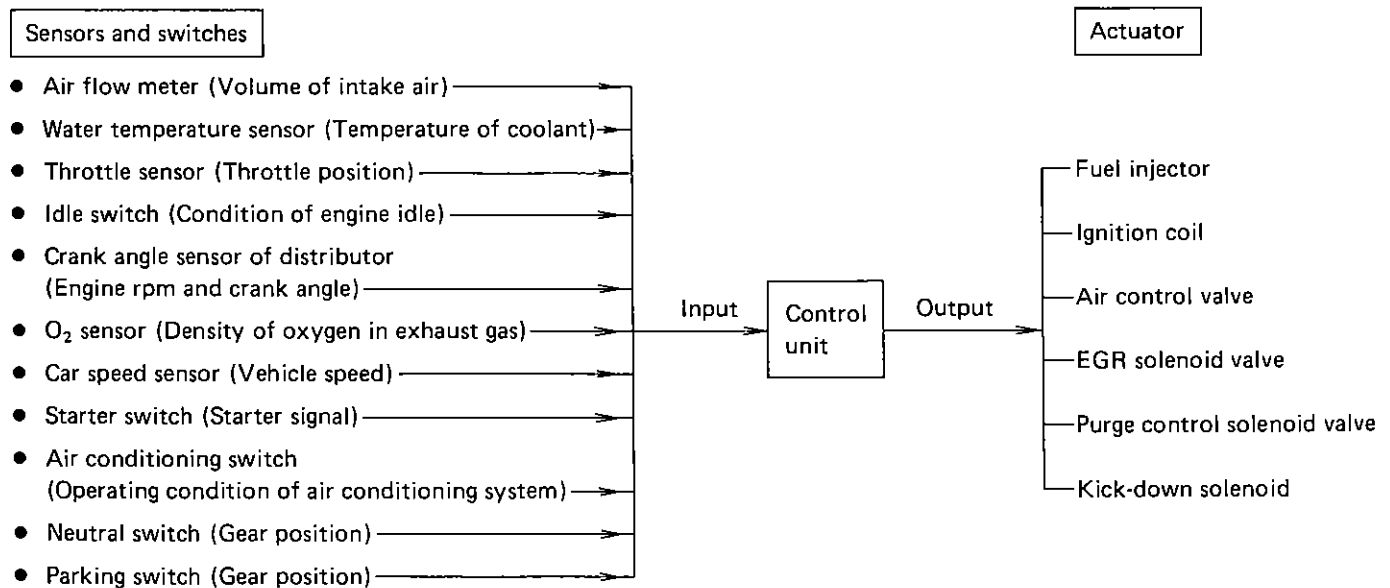 Sensors and switches
● Air flow meter (Volume of intake air)
● Water temperature sensor (Temperature of coolant)
● Throttle sensor (Throttle position)
● Idle switch (Condition of engine idle)
● Crank angle sensor of distributor
(Engine rpm and crank angle)
● O₂ sensor (Density of oxygen in exhaust gas)
● Car speed sensor (Vehicle speed)
● Starter switch (Starter signal)
● Air conditioning switch
(Operating condition of air conditioning system)
● Neutral switch (Gear position)
● Parking switch (Gear position)
Input
Control
unit
Output
Actuator
Fuel injector
Ignition coil
Air control valve
EGR solenoid valve
Purge control solenoid valve
Kick-down solenoid